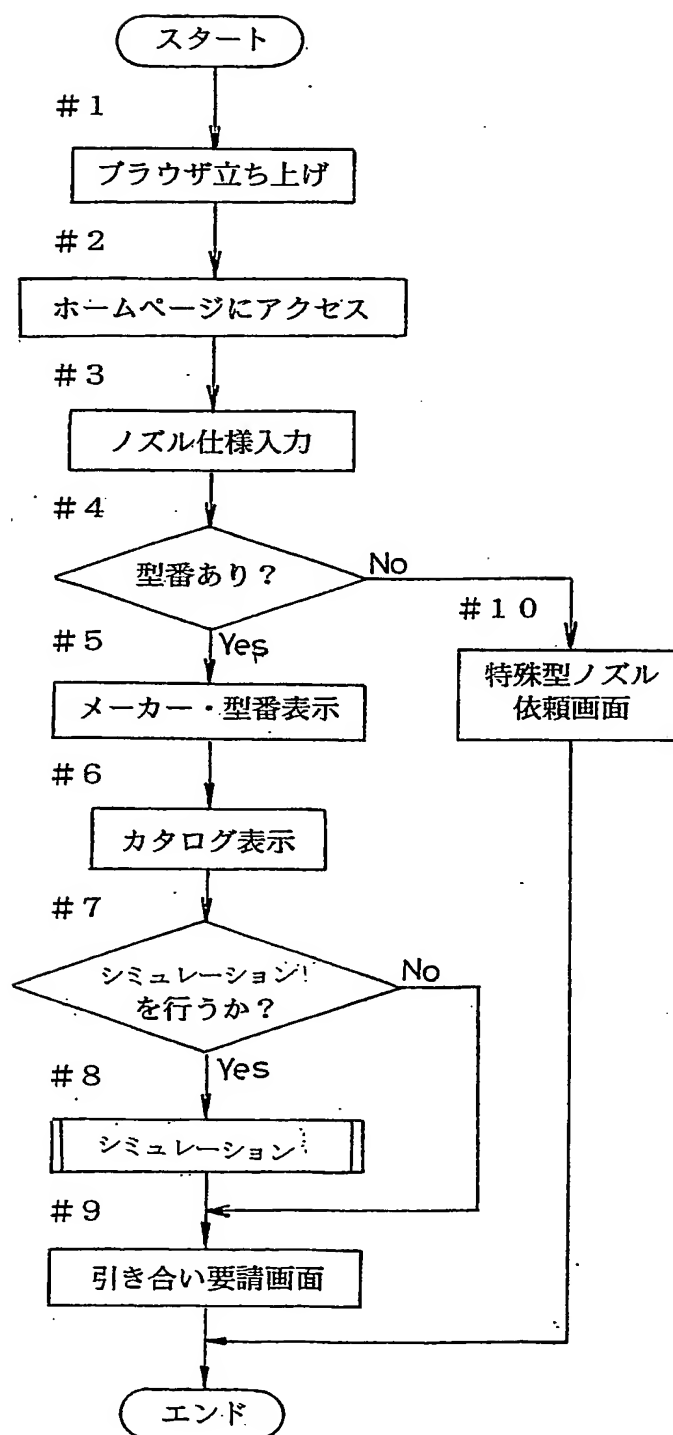 スタート
#1
ブラウザ立ち上げ
#2
ホームページにアクセス
#3
ノズル仕様入力
#4
型番あり?
No
#10
#5
Yes
特殊型ノズル
依頼画面
メーカー・型番表示
#6
カタログ表示
#7
シミュレーション
を行うか?
No
#8
Yes
シミュレーション
#9
引き合い要請画面
エンド